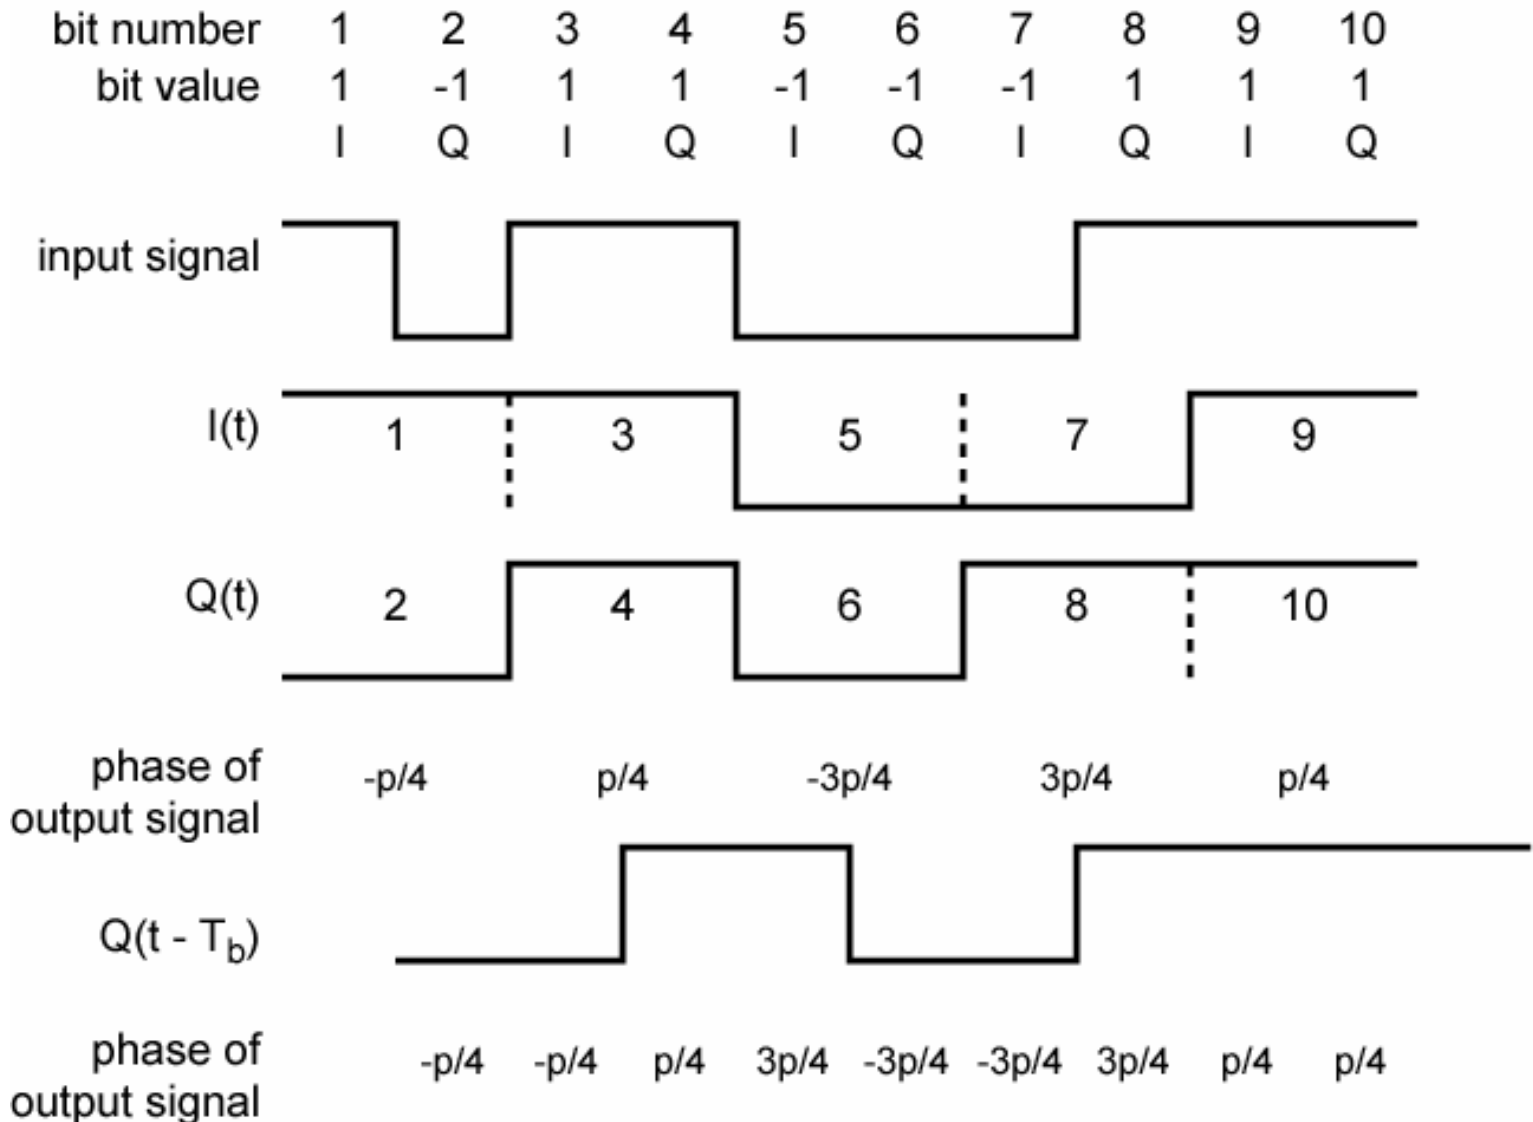 bit number 1 2 3 4 5 6 7 8 9 10
bit value 1 -1 1 1 -1 -1 -1 1 1 1
I Q I Q I Q I Q I Q
input signal
I(t) 1 3 5 7 9
Q(t) 2 4 6 8 10
phase of
output signal
-p/4 p/4 -3p/4 3p/4 p/4
Q(t - Tb)
phase of
output signal
-p/4 -p/4 p/4 3p/4 -3p/4 -3p/4 3p/4 p/4 p/4